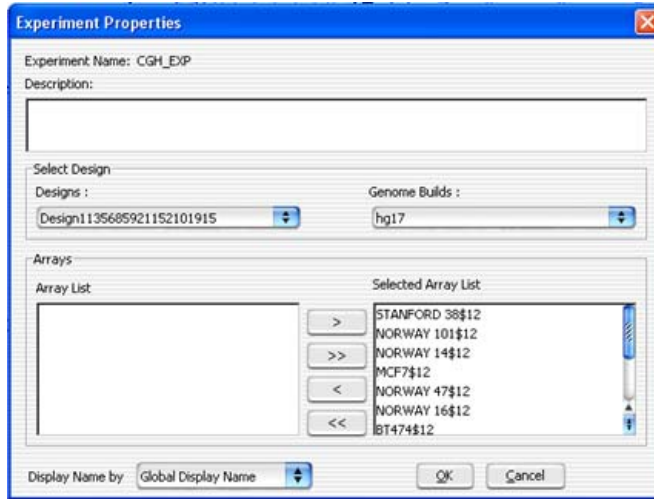 Experiment Properties
Experiment Name: CGH_EXP
Description:
Select Design
Designs :
Genome Builds :
Design1135685921152101915
hg17
Arrays
Array List
Selected Array List
>
>>
<
<<
STANFORD 38$12
NORWAY 101$12
NORWAY 14$12
MCF7$12
NORWAY 47$12
NORWAY 16$12
BT474$12
Display Name by
Global Display Name
OK
Cancel